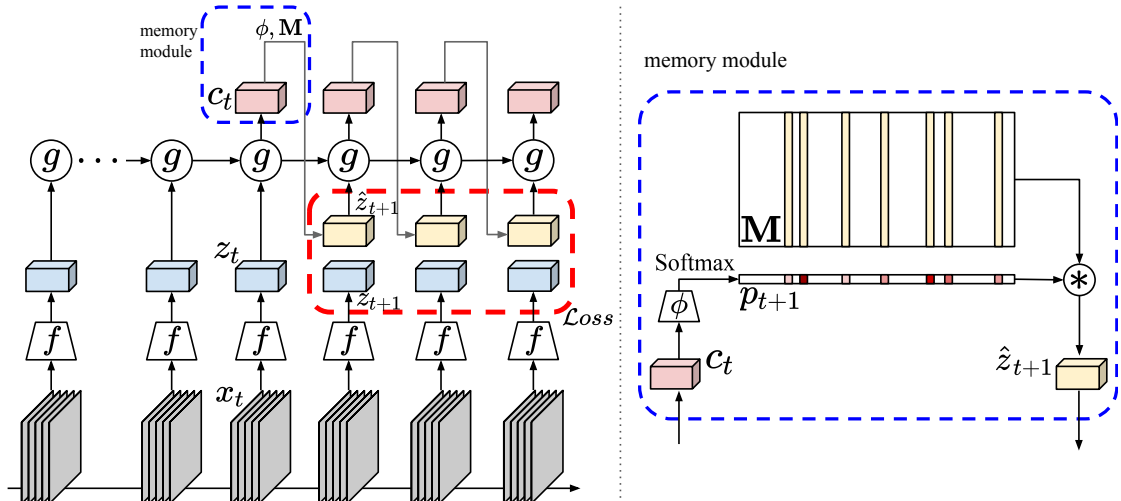 memory
module
ϕ, M
c_t
g ··· g g g g g
ẑ_{t+1}
z_t
z_{t+1}
Loss
f f f f f f
x_t
memory module
M
Softmax
p_{t+1}
*
ϕ
c_t
ẑ_{t+1}